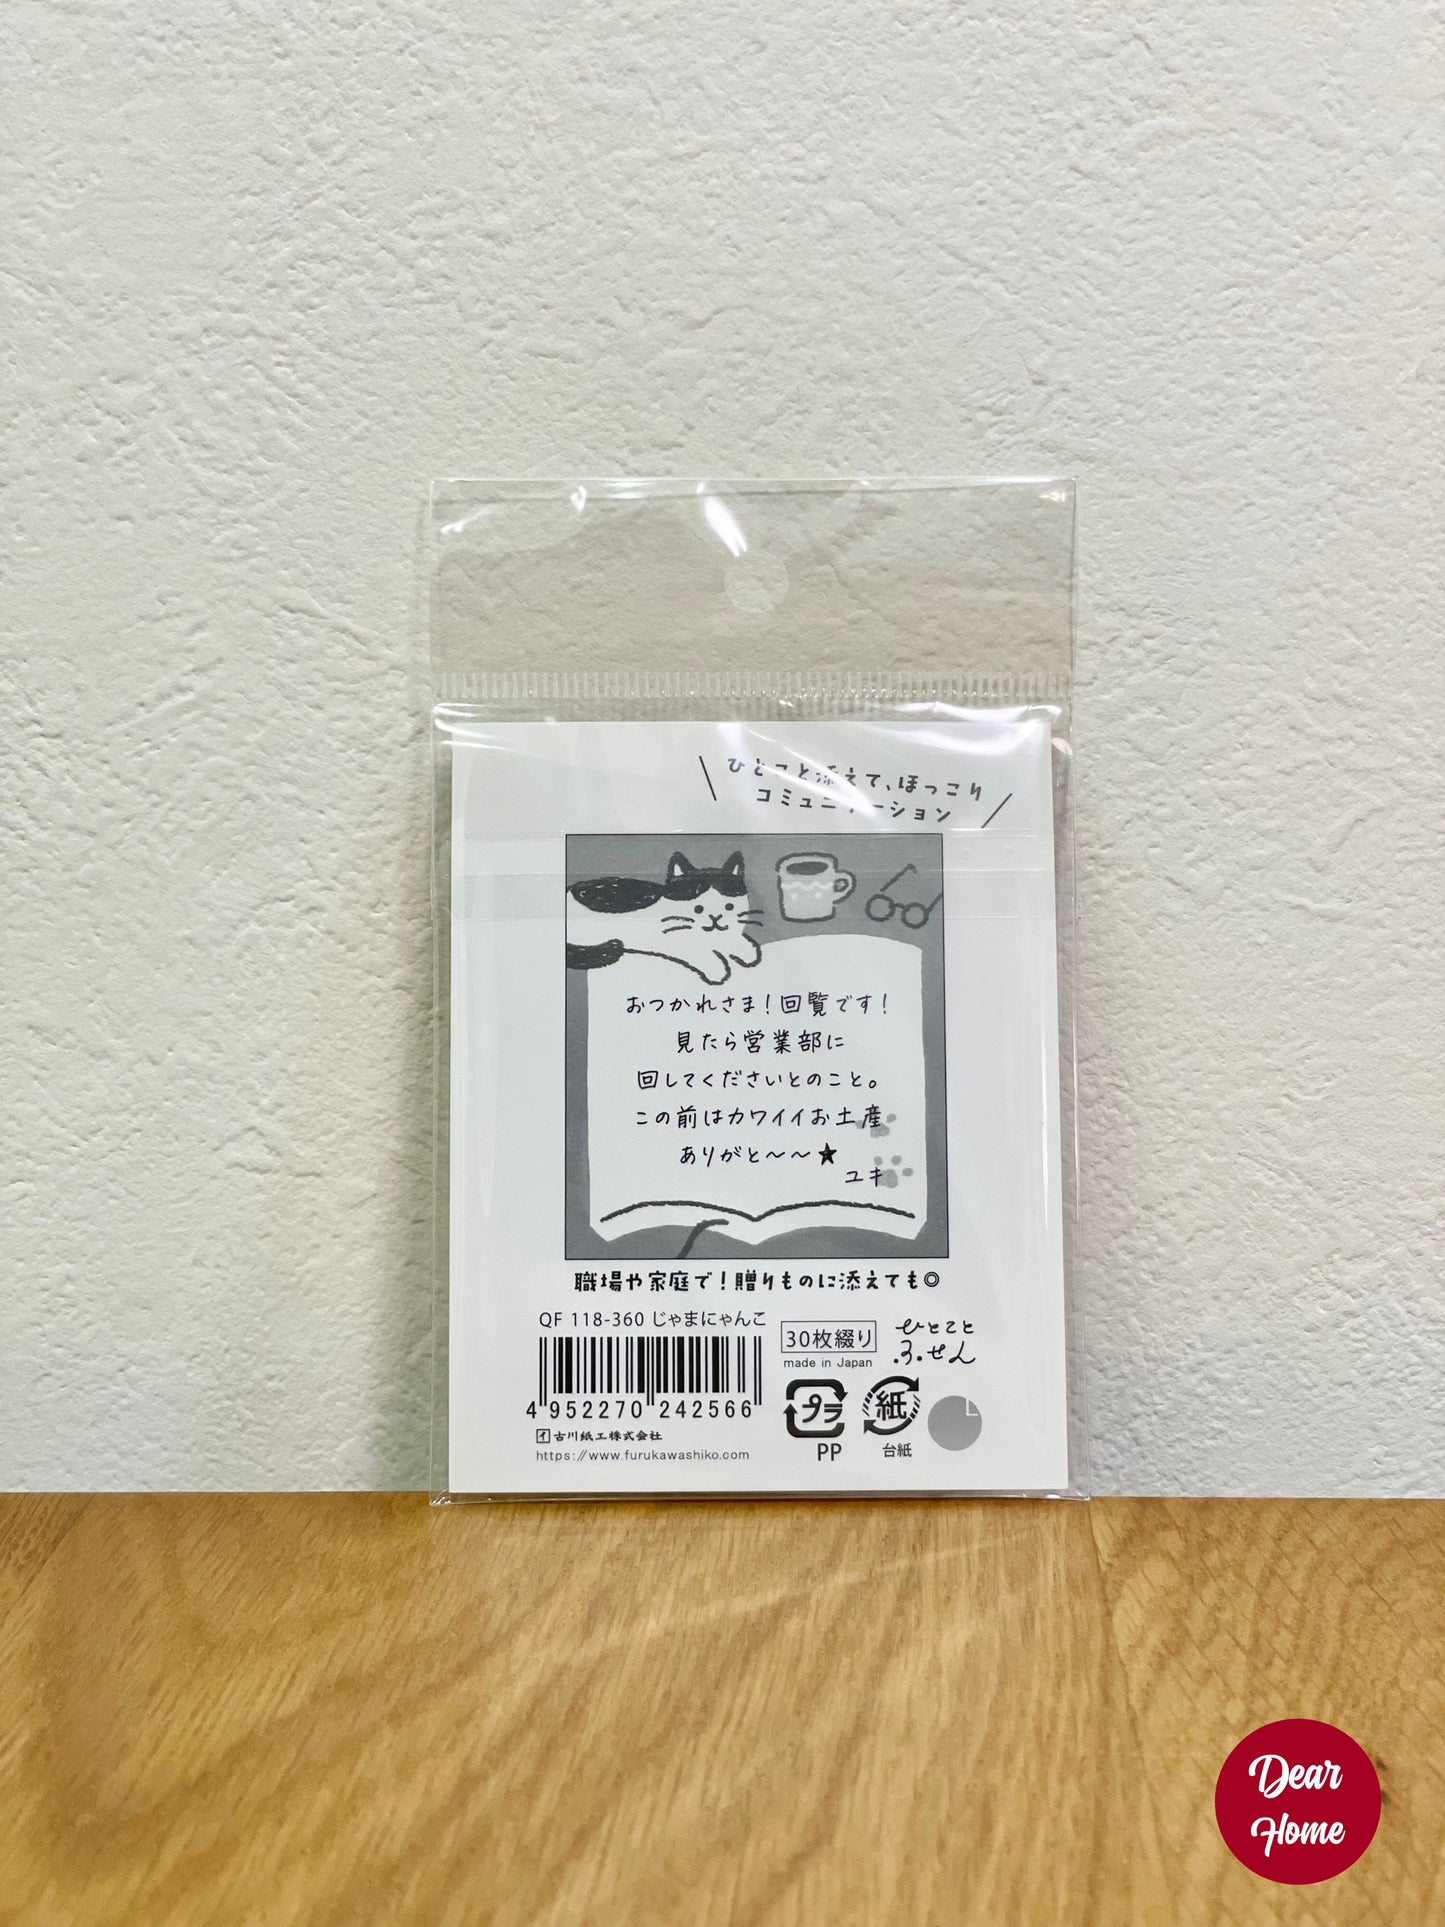 ひとこと添えて、ほっこり
コミュニケーション
おつかれさま!回覧です!
見たら営業部に
回してくださいとのこと。
この前はカワイイお土産
ありがと〜〜★
ユキ
職場や家庭で!贈りものに添えても◎
QF 118-360 じゃまにゃんこ
30枚綴り
made in Japan
ひとこと
ふせん
4 952270 242566
プラ
PP
紙
台紙
イ 古川紙工株式会社
https://www.furukawashiko.com
Dear
Home